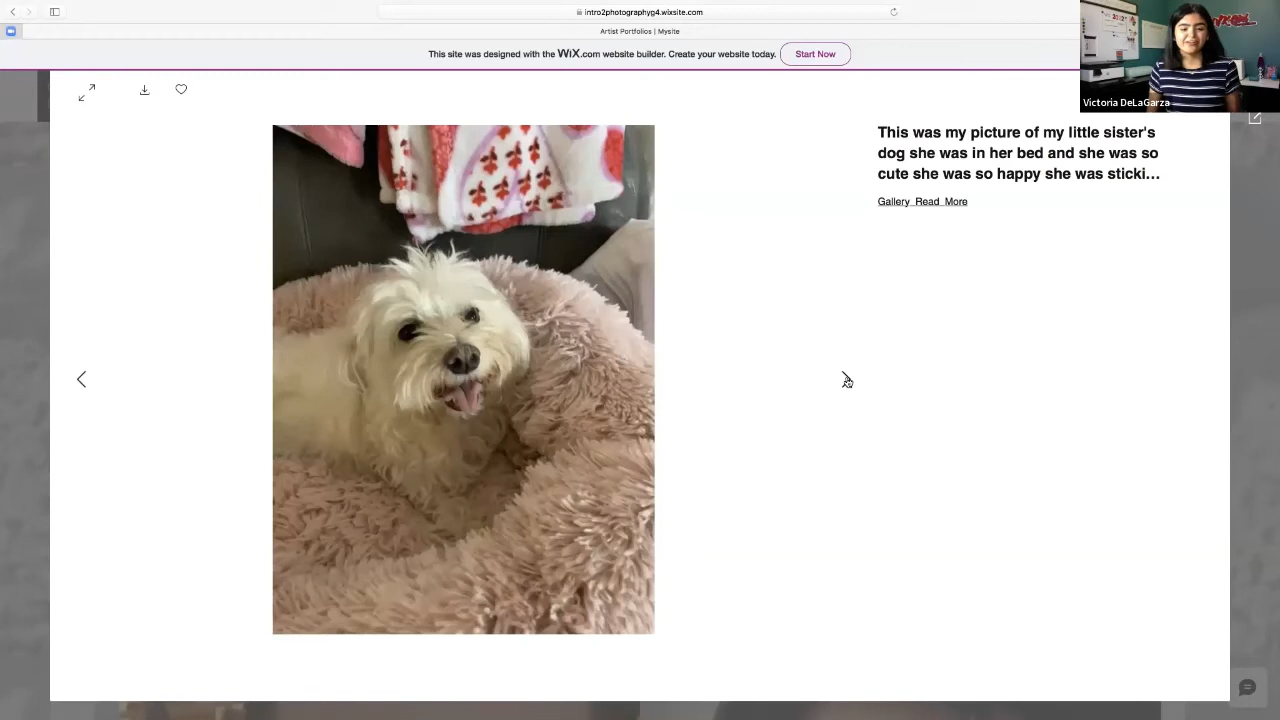 intro2photographyg4.wixsite.com
Artist Portfolios | Mysite
This site was designed with the WiX.com website builder. Create your website today. Start Now
Victoria DeLaGarza
This was my picture of my little sister's
dog she was in her bed and she was so
cute she was so happy she was sticki...
Gallery Read More